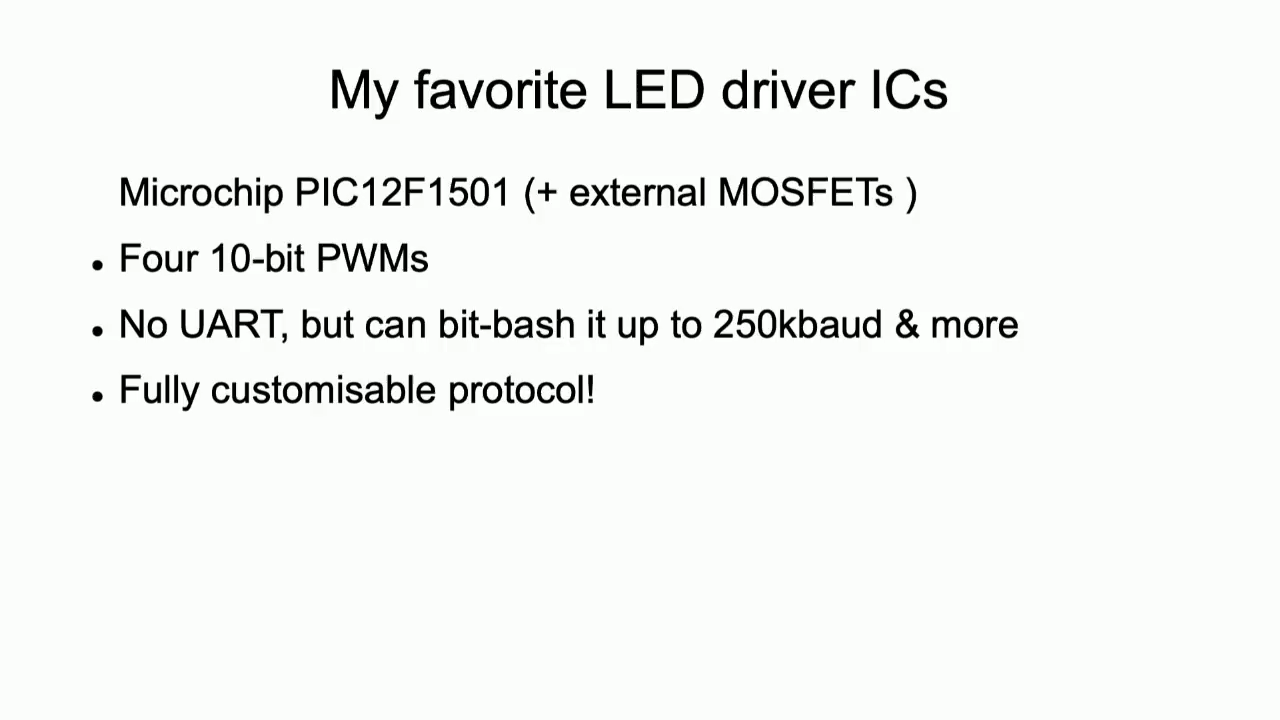 My favorite LED driver ICs
Microchip PIC12F1501 (+ external MOSFETs )
• Four 10-bit PWMs
• No UART, but can bit-bash it up to 250kbaud & more
• Fully customisable protocol!